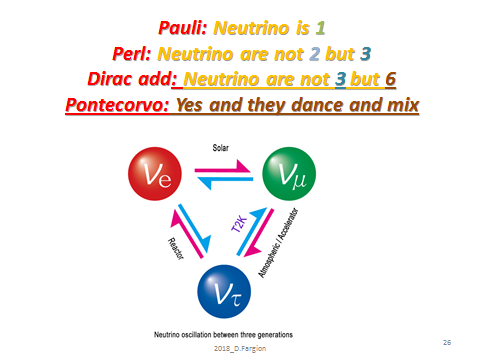 Pauli: Neutrino is 1
Perl: Neutrino are not 2 but 3
Dirac add: Neutrino are not 3 but 6
Pontecorvo: Yes and they dance and mix
Solar
νe
νμ
T2K
Reactor
Atmospheric / Accelerator
ντ
Neutrino oscillation between three generations
2018_D.Fargion
26